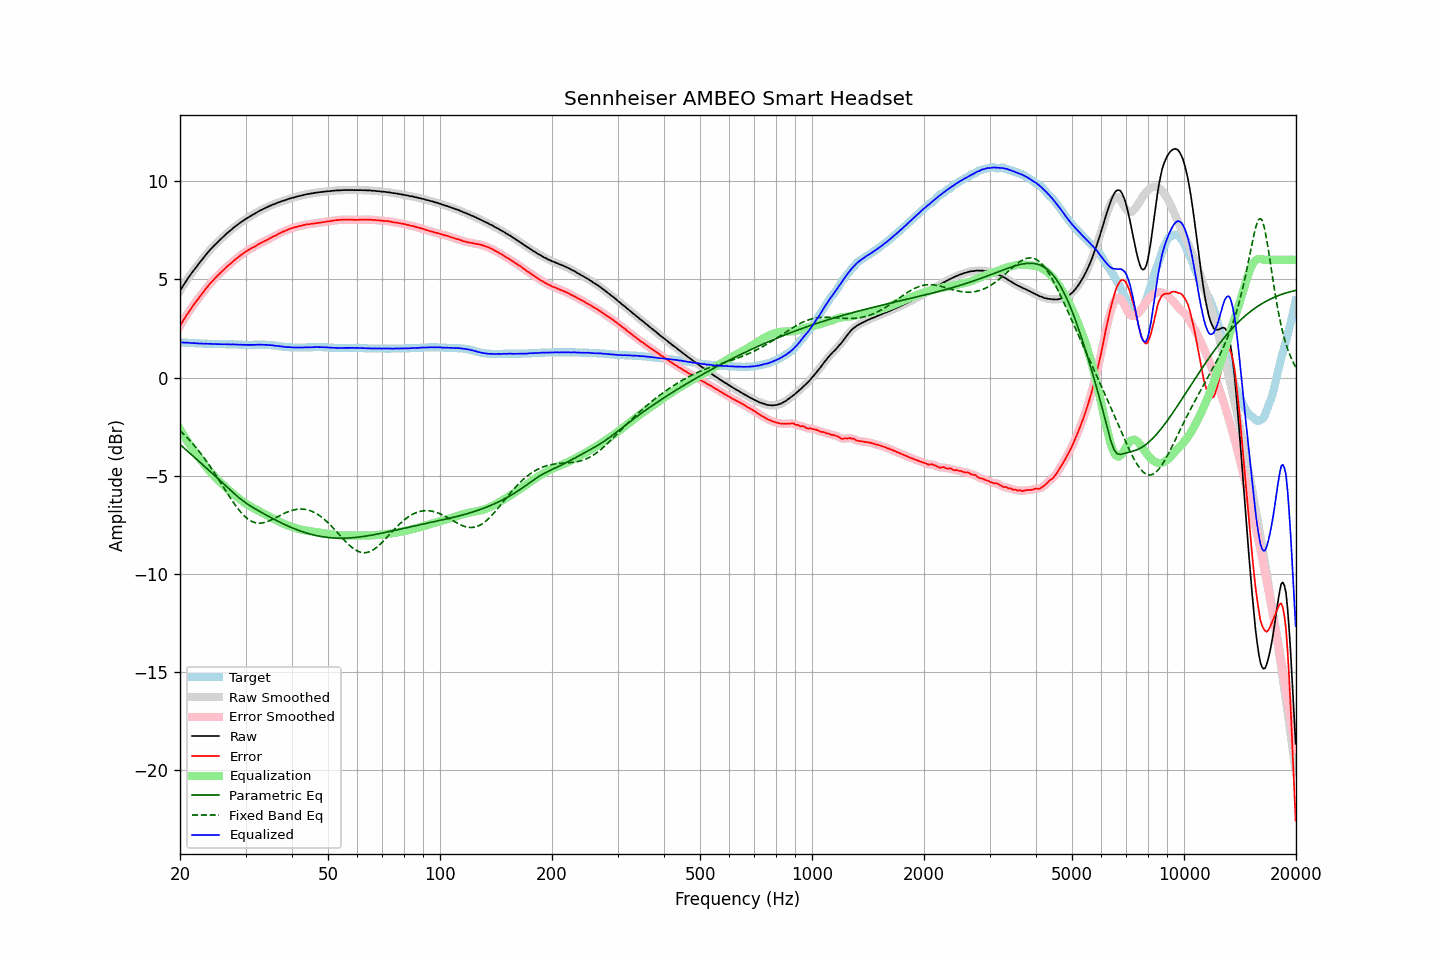 Sennheiser AMBEO Smart Headset
Amplitude (dBr)
10
5
0
−5
−10
−15
−20
Target
Raw Smoothed
Error Smoothed
Raw
Error
Equalization
Parametric Eq
Fixed Band Eq
Equalized
20 50 100 200 500 1000 2000 5000 10000 20000
Frequency (Hz)